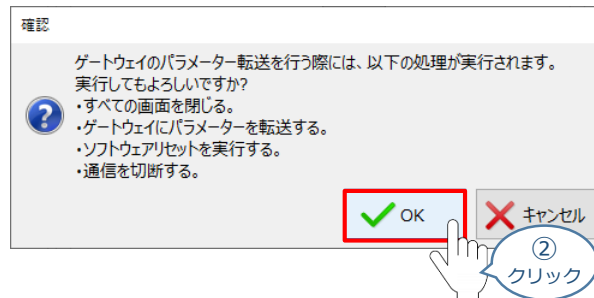 確認
ゲートウェイのパラメーター転送を行う際には、以下の処理が実行されます。
実行してもよろしいですか?
・すべての画面を閉じる。
・ゲートウェイにパラメーターを転送する。
・ソフトウェアリセットを実行する。
・通信を切断する。
OK
キャンセル
②
クリック